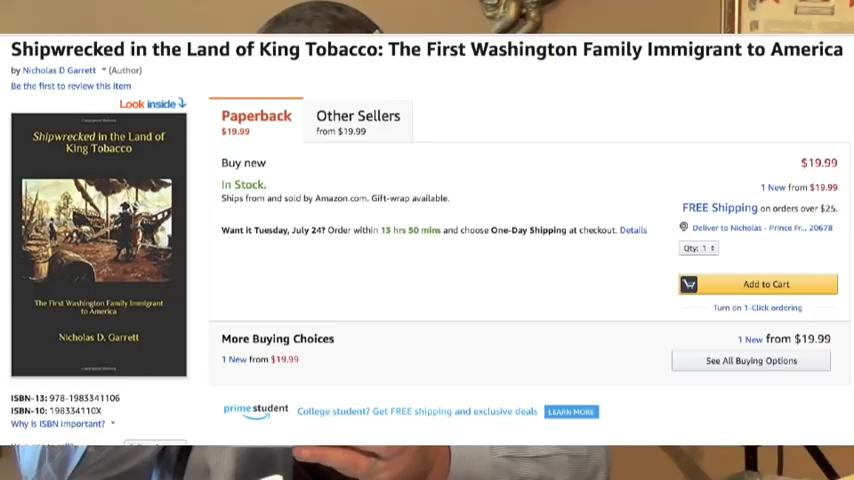 Shipwrecked in the Land of King Tobacco: The First Washington Family Immigrant to America
by Nicholas D Garrett (Author)
Be the first to review this item
Look inside
Shipwrecked in the Land of
King Tobacco
The First Washington Family Immigrant
to America
Nicholas D. Garrett
ISBN-13: 978-1983341106
ISBN-10: 198334110X
Why is ISBN important?
Paperback
$19.99
Other Sellers
from $19.99
Buy new
$19.99
In Stock.
Ships from and sold by Amazon.com. Gift-wrap available.
Want it Tuesday, July 24? Order within 13 hrs 50 mins and choose One-Day Shipping at checkout. Details
1 New from $19.99
FREE Shipping on orders over $25.
Deliver to Nicholas - Prince Fr... 20678
Qty: 1
Add to Cart
Turn on 1-Click ordering
More Buying Choices
1 New from $19.99
1 New from $19.99
See All Buying Options
prime student
College student? Get FREE shipping and exclusive deals
LEARN MORE